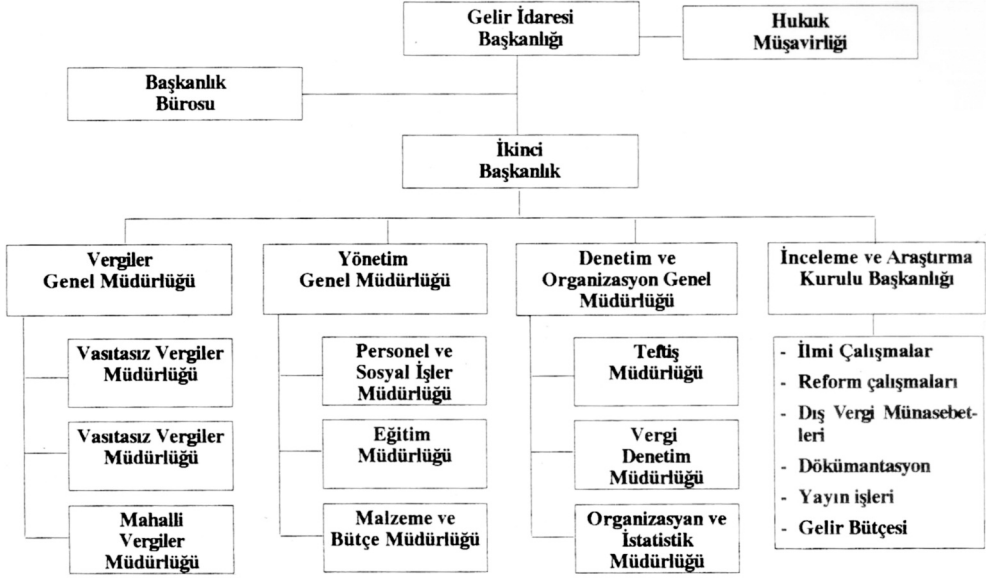 Gelir İdaresi
Başkanlığı
Hukuk
Müşavirliği
Başkanlık
Bürosu
İkinci
Başkanlık
Vergiler
Genel Müdürlüğü
Vasıtasız Vergiler
Müdürlüğü
Vasıtasız Vergiler
Müdürlüğü
Mahalli
Vergiler
Müdürlüğü
Yönetim
Genel Müdürlüğü
Personel ve
Sosyal İşler
Müdürlüğü
Eğitim
Müdürlüğü
Malzeme ve
Bütçe Müdürlüğü
Denetim ve
Organizasyon Genel
Müdürlüğü
Teftiş
Müdürlüğü
Vergi
Denetim
Müdürlüğü
Organizasyan ve
İstatistik
Müdürlüğü
İnceleme ve Araştırma
Kurulu Başkanlığı
- İlmi Çalışmalar
- Reform çalışmaları
- Dış Vergi Münasebet-
leri
- Dökümantasyon
- Yayın işleri
- Gelir Bütçesi